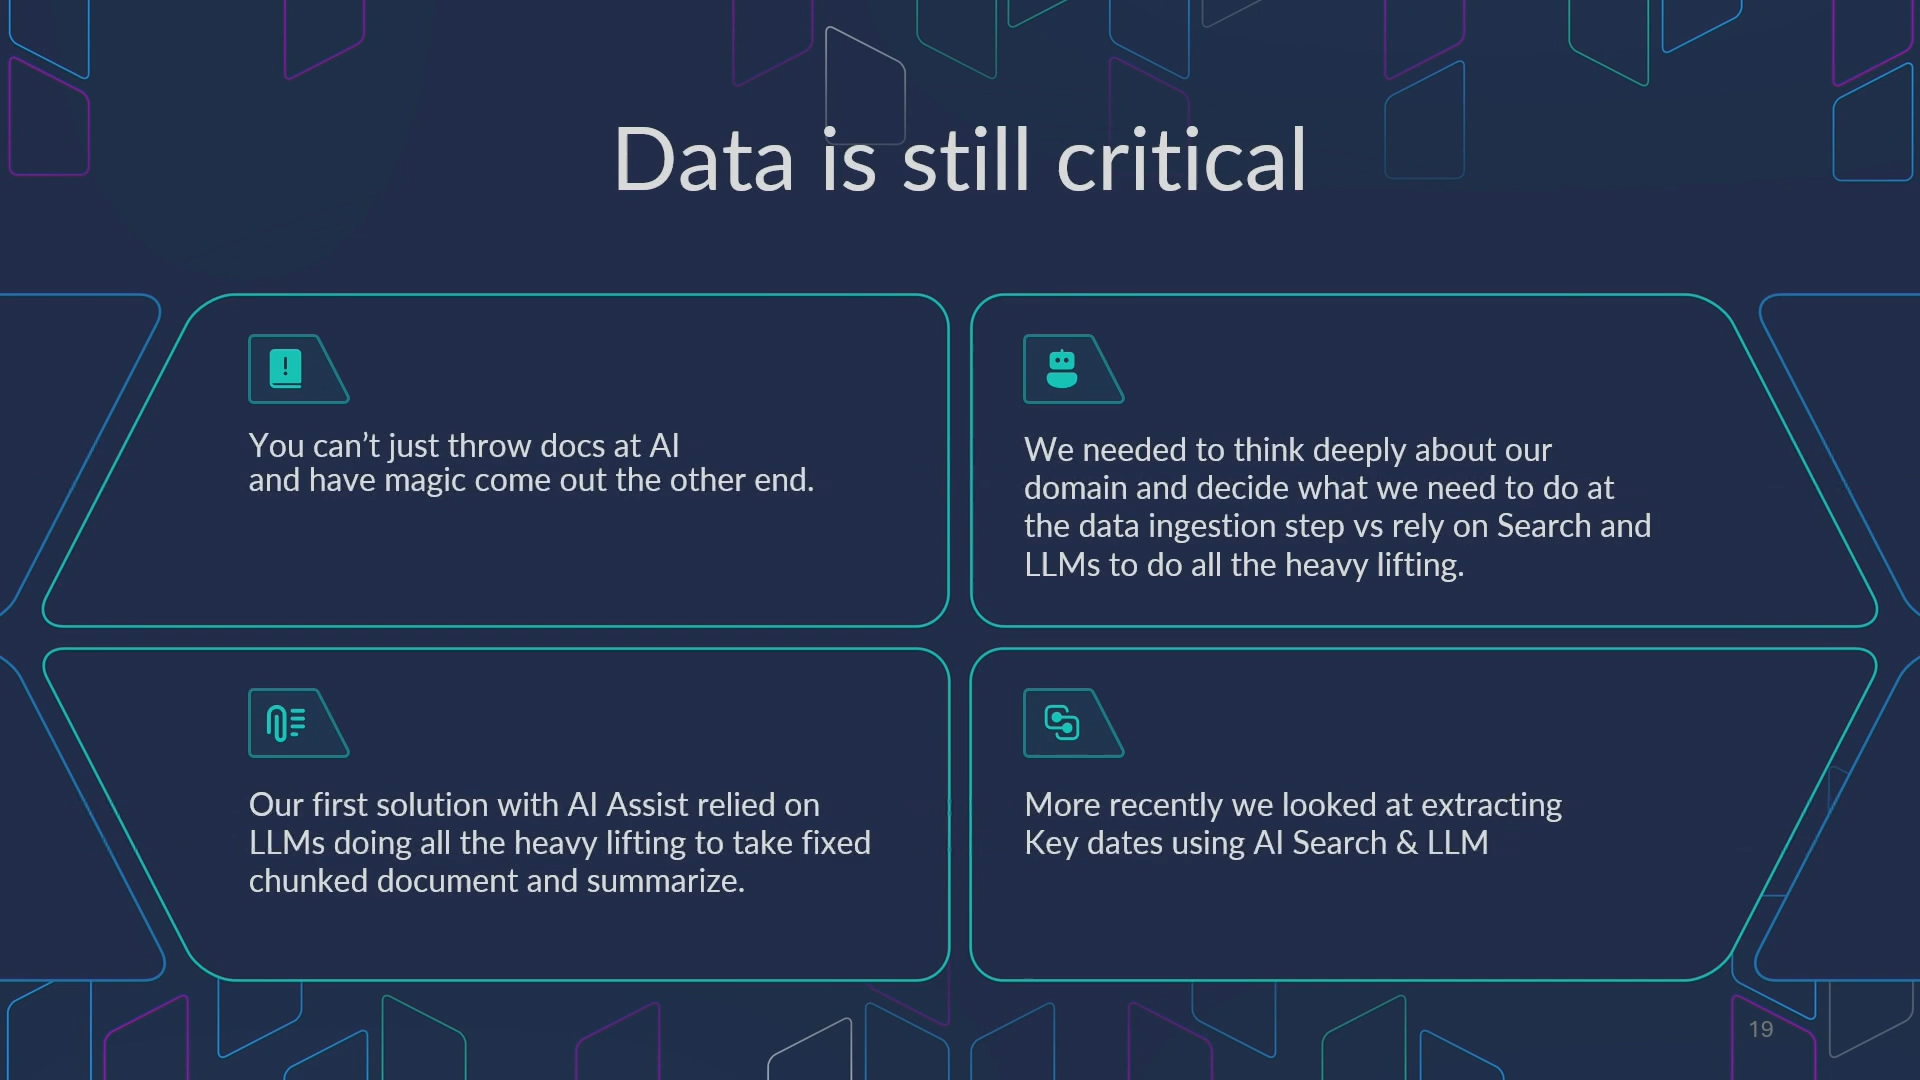 Data is still critical
You can’t just throw docs at AI
and have magic come out the other end.
We needed to think deeply about our
domain and decide what we need to do at
the data ingestion step vs rely on Search and
LLMs to do all the heavy lifting.
Our first solution with AI Assist relied on
LLMs doing all the heavy lifting to take fixed
chunked document and summarize.
More recently we looked at extracting
Key dates using AI Search & LLM
19